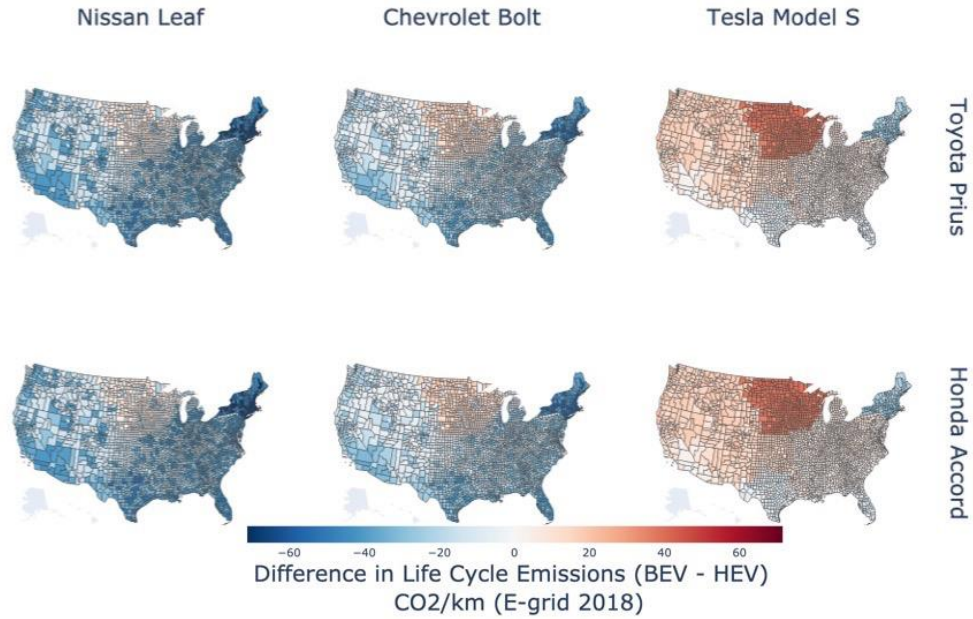 Nissan Leaf
Chevrolet Bolt
Tesla Model S
Toyota Prius
Honda Accord
−60 −40 −20 0 20 40 60
Difference in Life Cycle Emissions (BEV - HEV)
CO2/km (E-grid 2018)